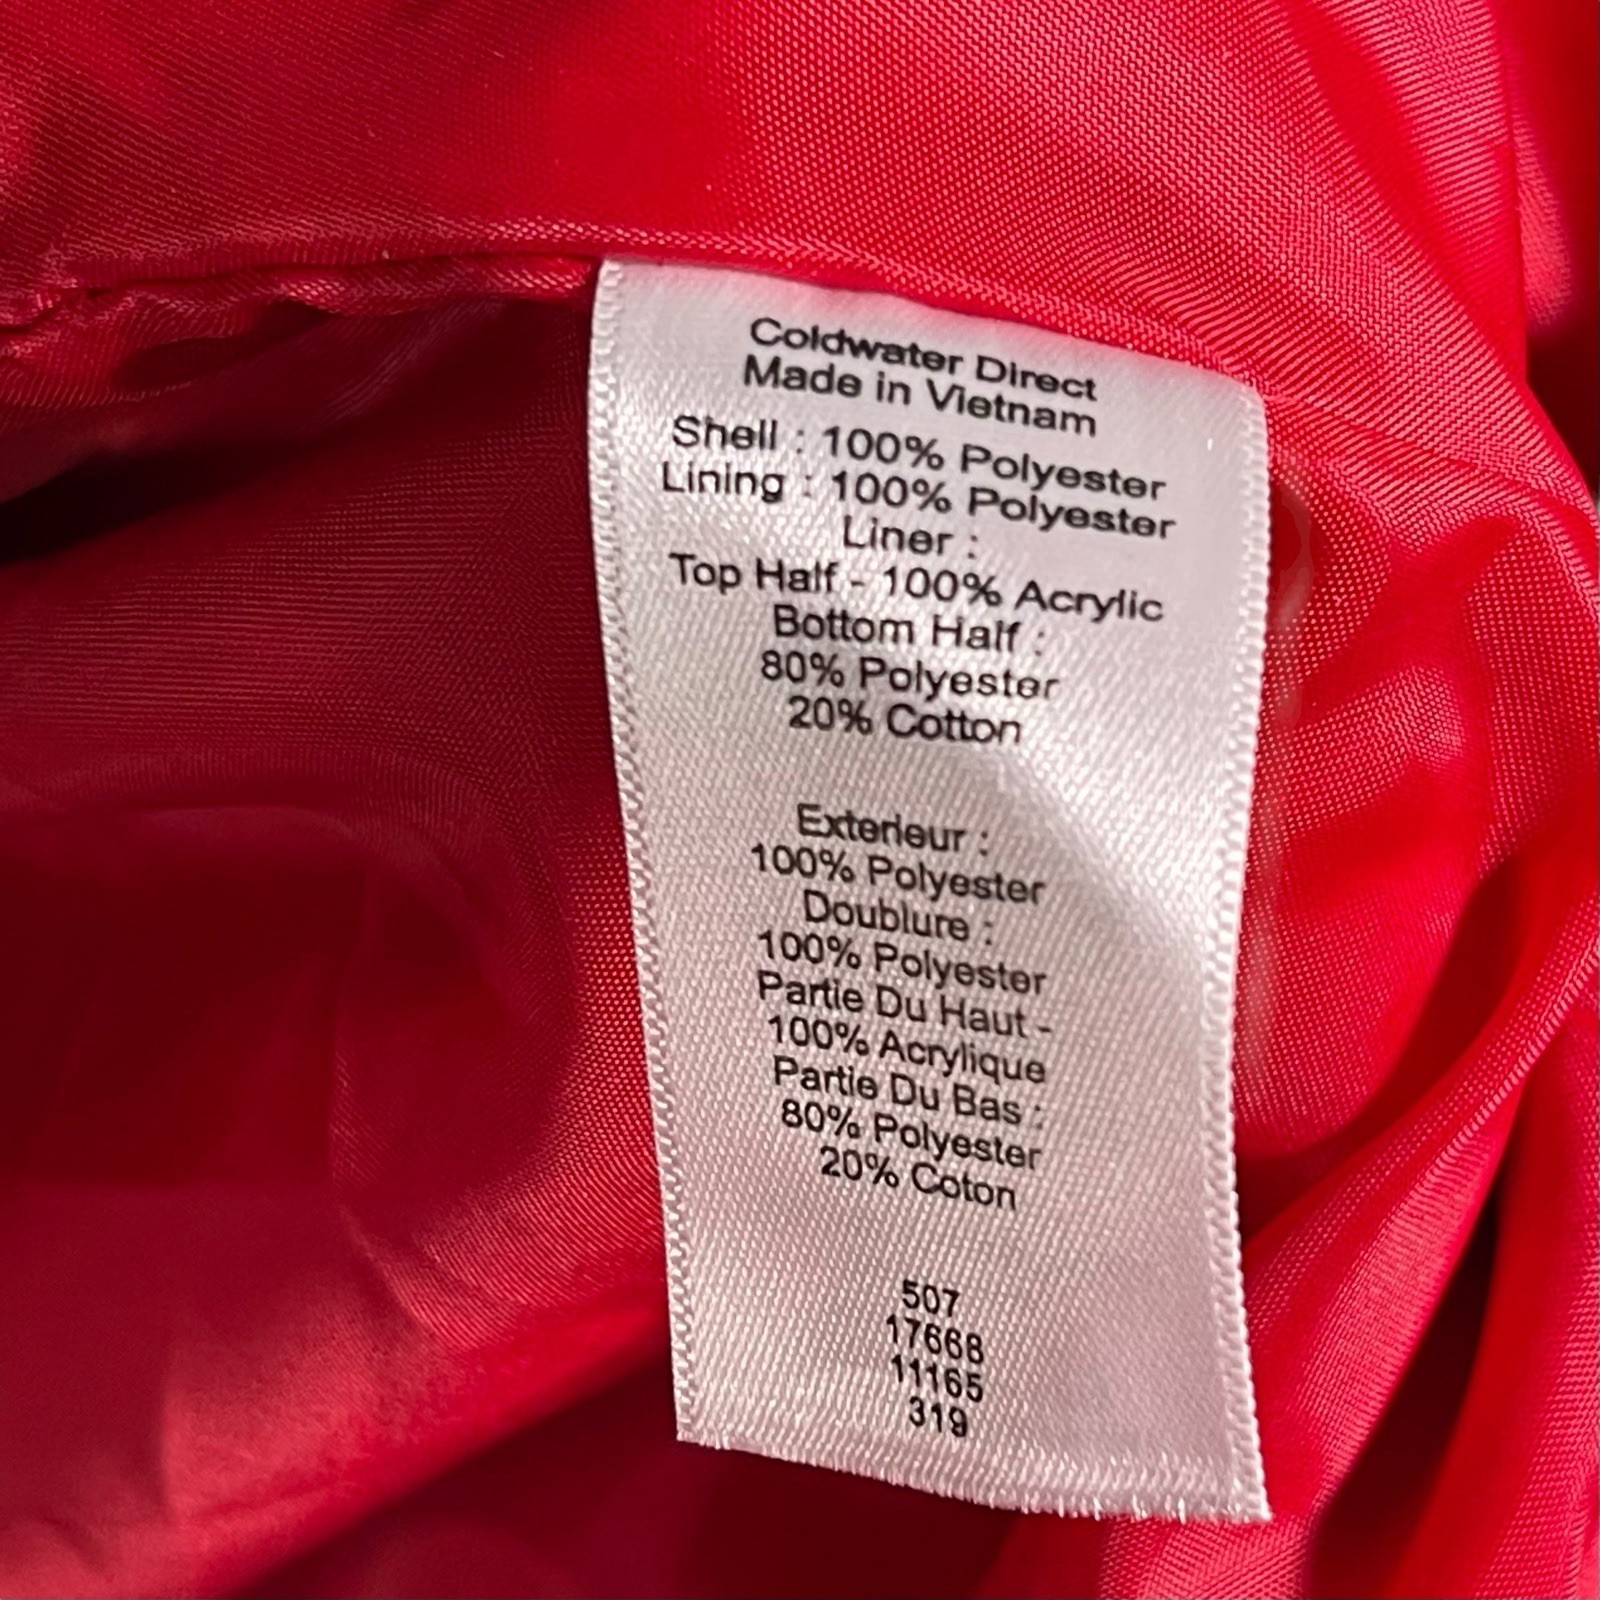 Coldwater Direct
Made in Vietnam
Shell : 100% Polyester
Lining : 100% Polyester
Liner :
Top Half - 100% Acrylic
Bottom Half :
80% Polyester
20% Cotton
Exterieur :
100% Polyester
Doublure :
100% Polyester
Partie Du Haut -
100% Acrylique
Partie Du Bas :
80% Polyester
20% Coton
507
17668
11165
319